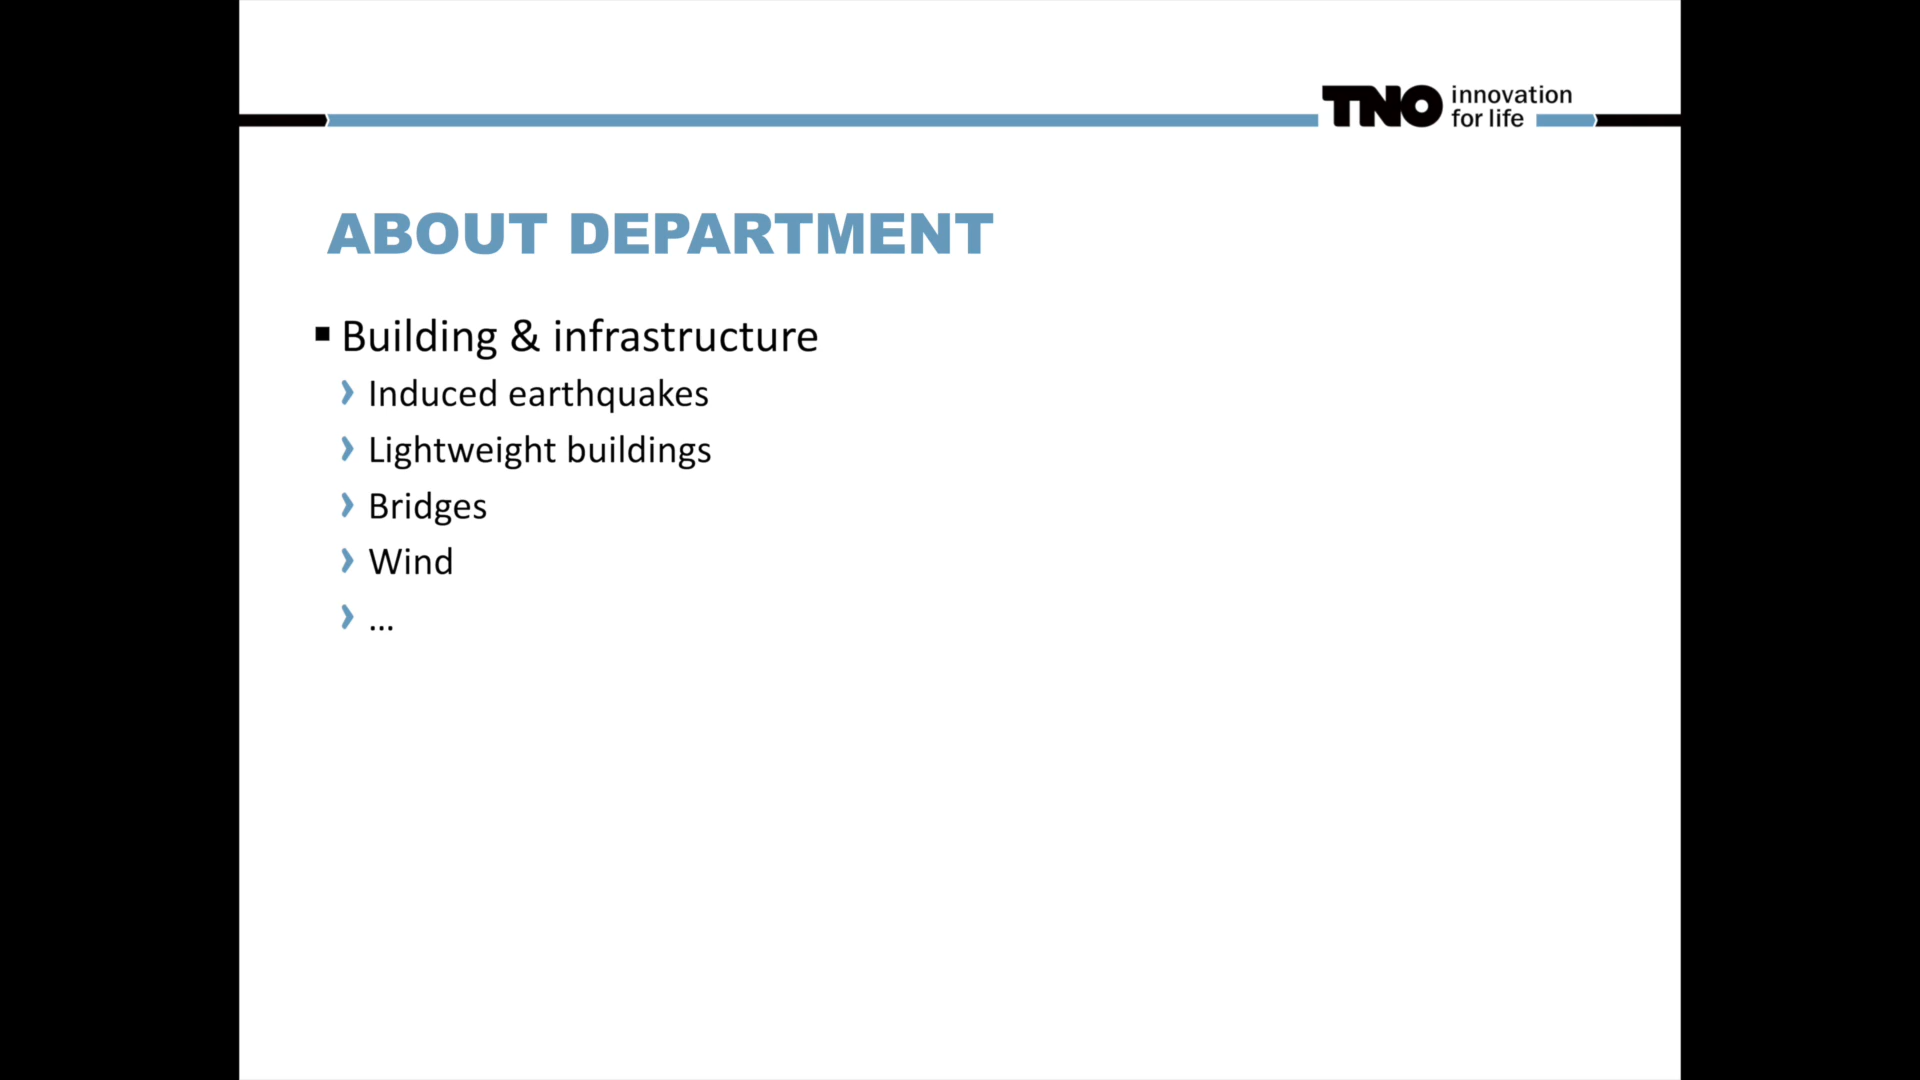 TNO innovation
for life
ABOUT DEPARTMENT
Building & infrastructure
Induced earthquakes
Lightweight buildings
Bridges
Wind
...